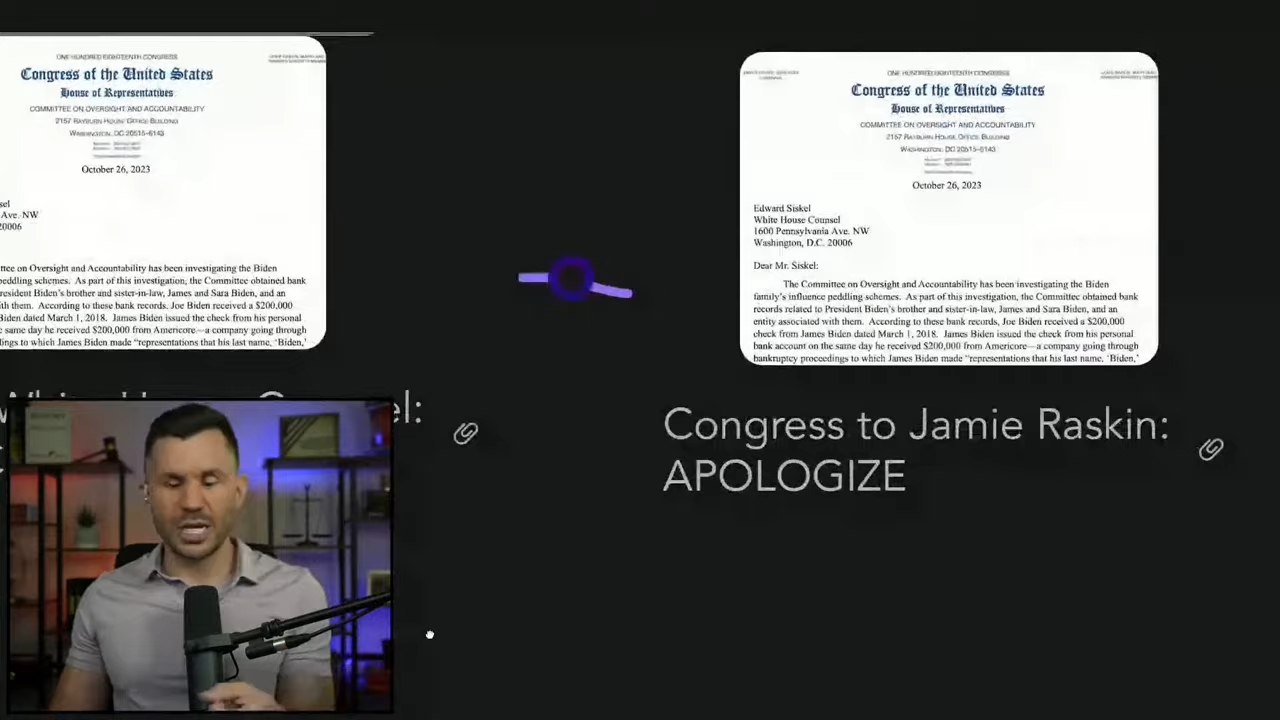 ONE HUNDRED EIGHTEENTH CONGRESS
Congress of the United States
House of Representatives
COMMITTEE ON OVERSIGHT AND ACCOUNTABILITY
2157 RAYBURN HOUSE OFFICE BUILDING
WASHINGTON, DC 20515-6143
October 26, 2023
sel
Ave. NW
20006
ttee on Oversight and Accountability has been investigating the Biden
peddling schemes. As part of this investigation, the Committee obtained bank
resident Biden's brother and sister-in-law, James and Sara Biden, and an
ith them. According to these bank records, Joe Biden received a $200,000
Biden dated March 1, 2018. James Biden issued the check from his personal
same day he received $200,000 from Americore—a company going through
dings to which James Biden made "representations that his last name, 'Biden,'
el:
ONE HUNDRED EIGHTEENTH CONGRESS
Congress of the United States
House of Representatives
COMMITTEE ON OVERSIGHT AND ACCOUNTABILITY
2157 RAYBURN HOUSE OFFICE BUILDING
WASHINGTON, DC 20515-6143
October 26, 2023
Edward Siskel
White House Counsel
1600 Pennsylvania Ave. NW
Washington, D.C. 20006
Dear Mr. Siskel:
The Committee on Oversight and Accountability has been investigating the Biden
family's influence peddling schemes. As part of this investigation, the Committee obtained bank
records related to President Biden's brother and sister-in-law, James and Sara Biden, and an
entity associated with them. According to these bank records, Joe Biden received a $200,000
check from James Biden dated March 1, 2018. James Biden issued the check from his personal
bank account on the same day he received $200,000 from Americore—a company going through
bankruptcy proceedings to which James Biden made "representations that his last name, 'Biden,'
Congress to Jamie Raskin:
APOLOGIZE